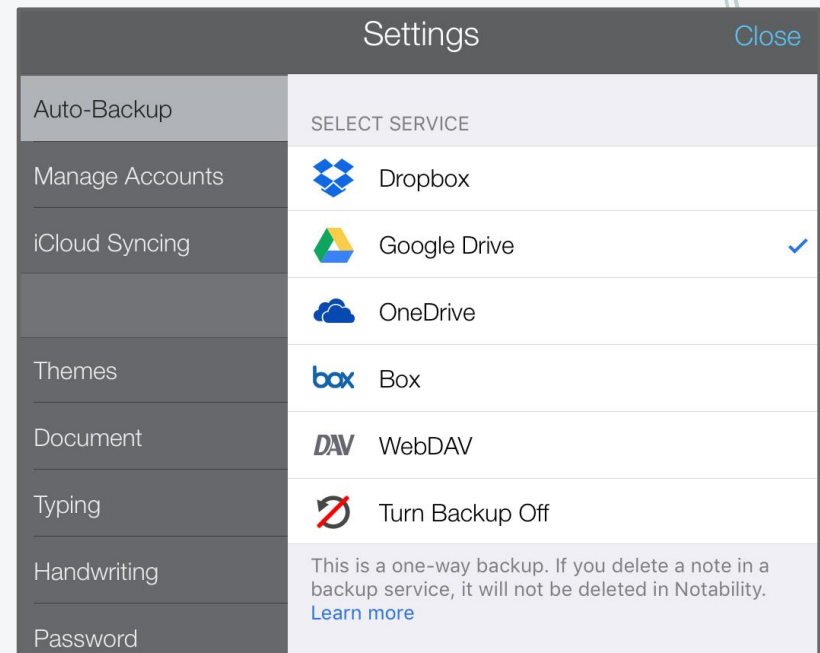 Settings
Close
Auto-Backup
Manage Accounts
iCloud Syncing
Themes
Document
Typing
Handwriting
Password
SELECT SERVICE
Dropbox
Google Drive
OneDrive
box Box
DAV WebDAV
Turn Backup Off
This is a one-way backup. If you delete a note in a
backup service, it will not be deleted in Notability.
Learn more